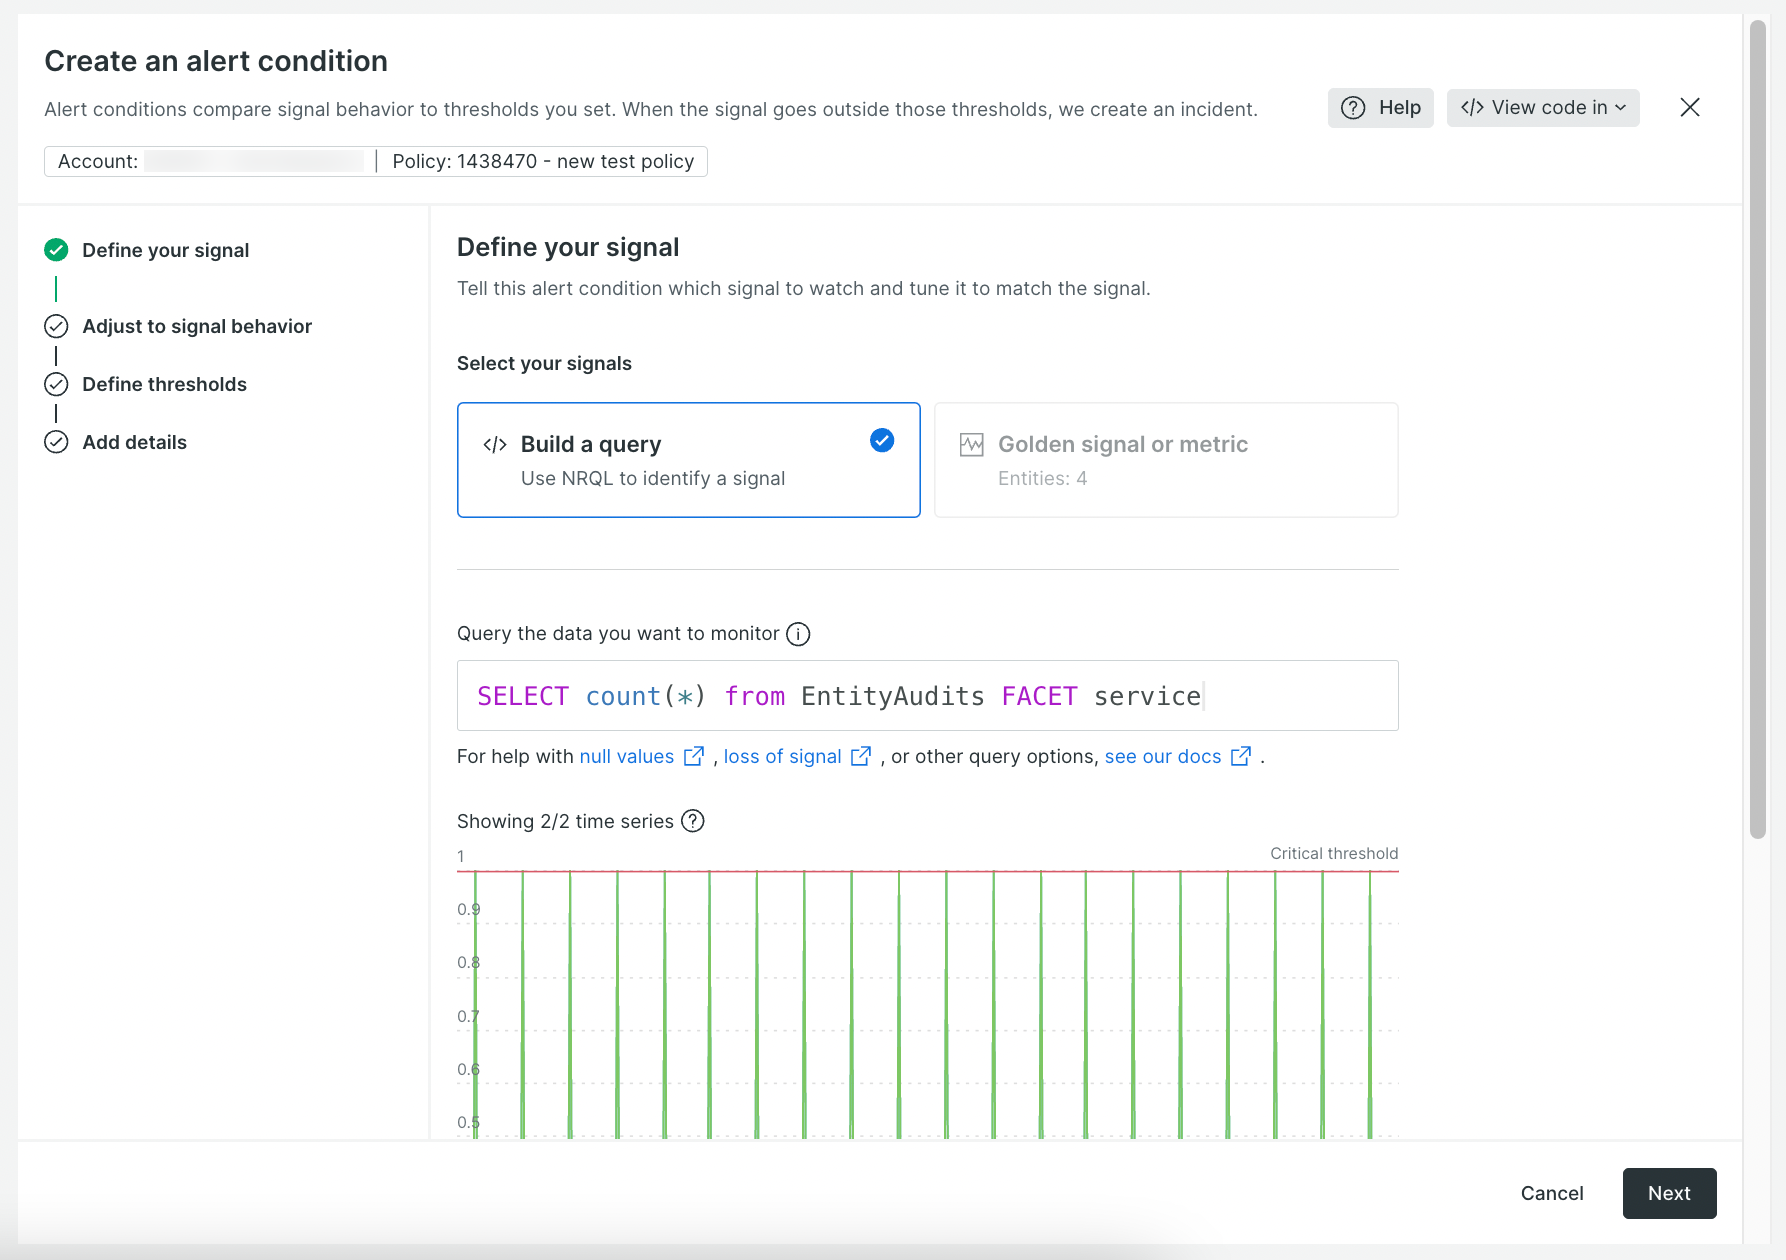 Create an alert condition
Alert conditions compare signal behavior to thresholds you set. When the signal goes outside those thresholds, we create an incident.
Help
</> View code in
Account:
Policy: 1438470 - new test policy
Define your signal
Adjust to signal behavior
Define thresholds
Add details
Define your signal
Tell this alert condition which signal to watch and tune it to match the signal.
Select your signals
</> Build a query
Use NRQL to identify a signal
Golden signal or metric
Entities: 4
Query the data you want to monitor
SELECT count(*) from EntityAudits FACET service
For help with null values , loss of signal , or other query options, see our docs .
Showing 2/2 time series
1
Critical threshold
0.9
0.8
0.7
0.6
0.5
Cancel
Next